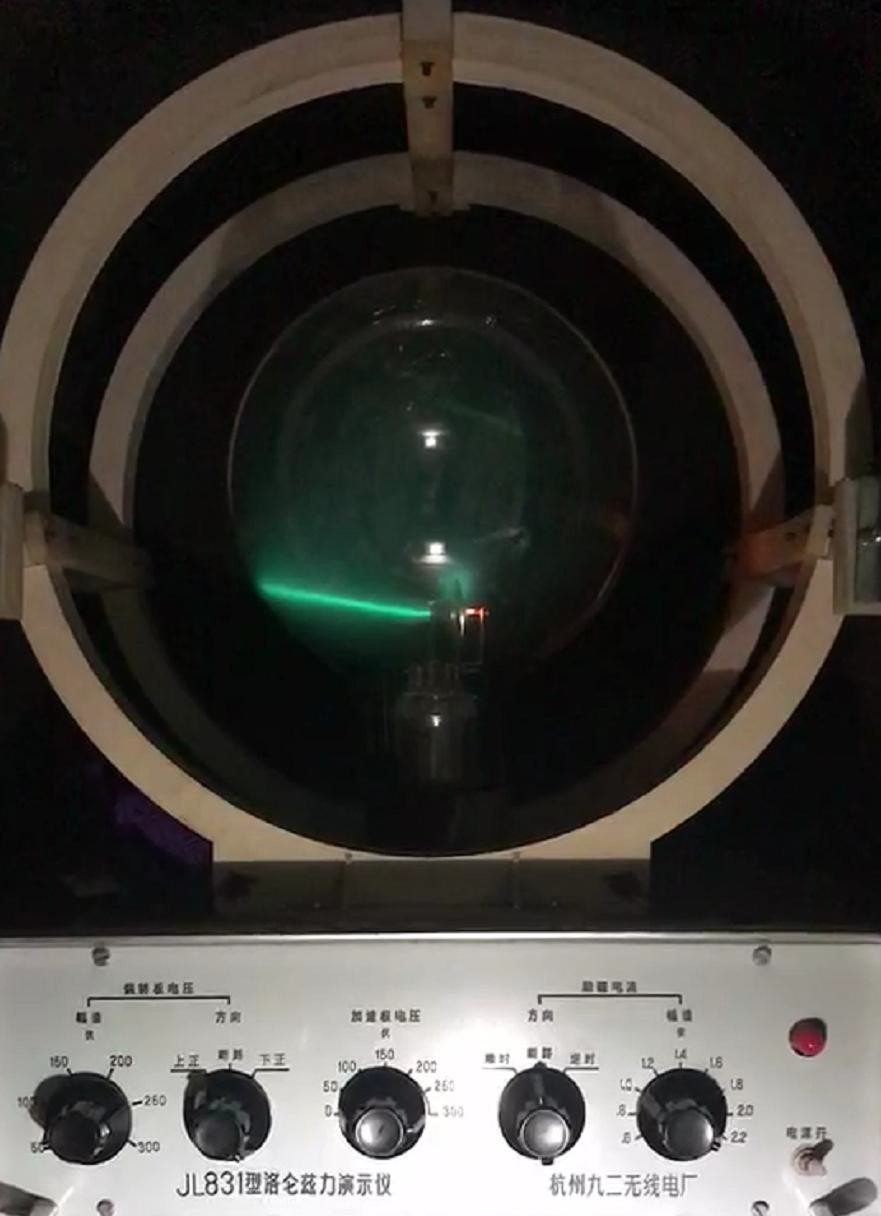 偏转板电压
励磁电流
幅值 方向 加速板电压 方向 幅值
伏 伏 安
50 100 150 200 250 300
上正 断路 下正
0 50 100 150 200 250 300
顺时 断路 逆时
.6 .8 1.0 1.2 1.4 1.6 1.8 2.0 2.2
电源开
JL831型洛仑兹力演示仪
杭州九二无线电厂